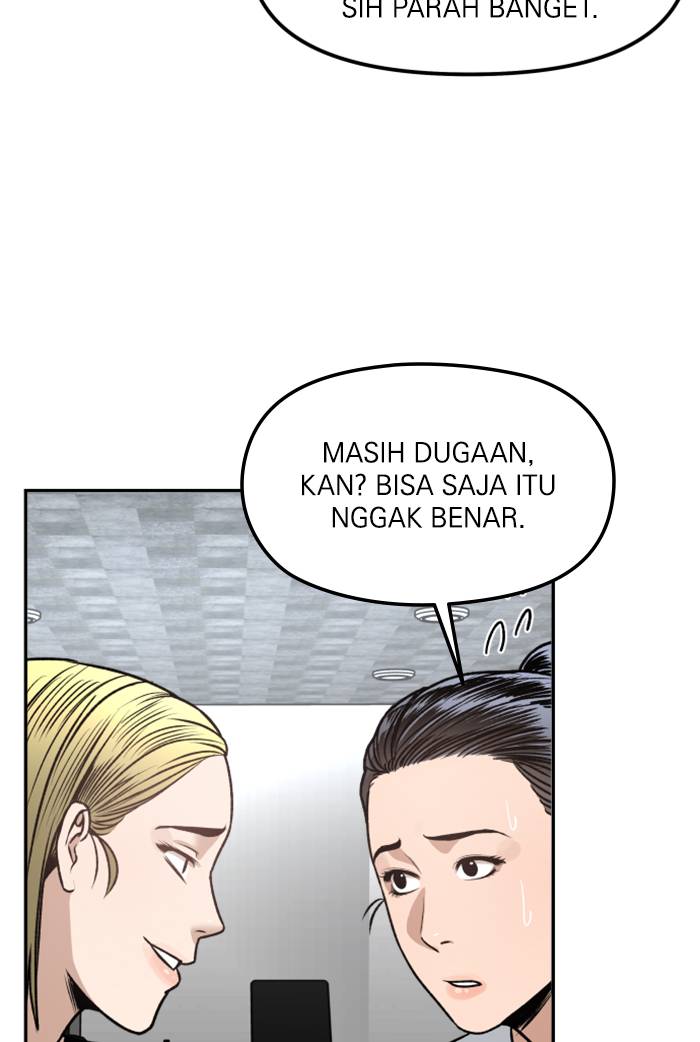 SIH PARAH BANGET.
MASIH DUGAAN,
KAN? BISA SAJA ITU
NGGAK BENAR.